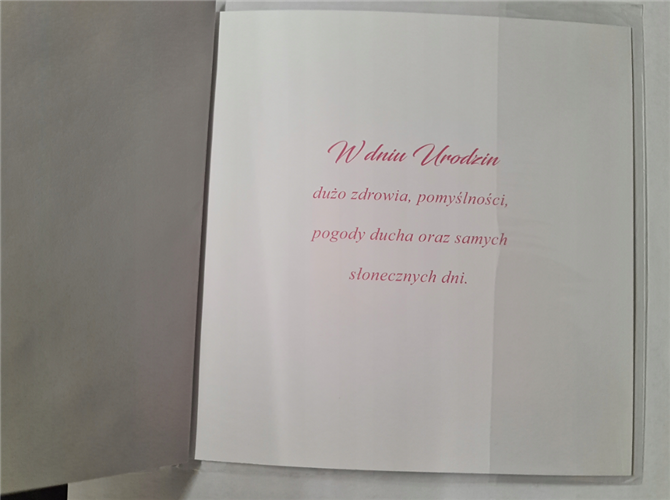 W dniu Urodzin
dużo zdrowia, pomyślności,
pogody ducha oraz samych
słonecznych dni.